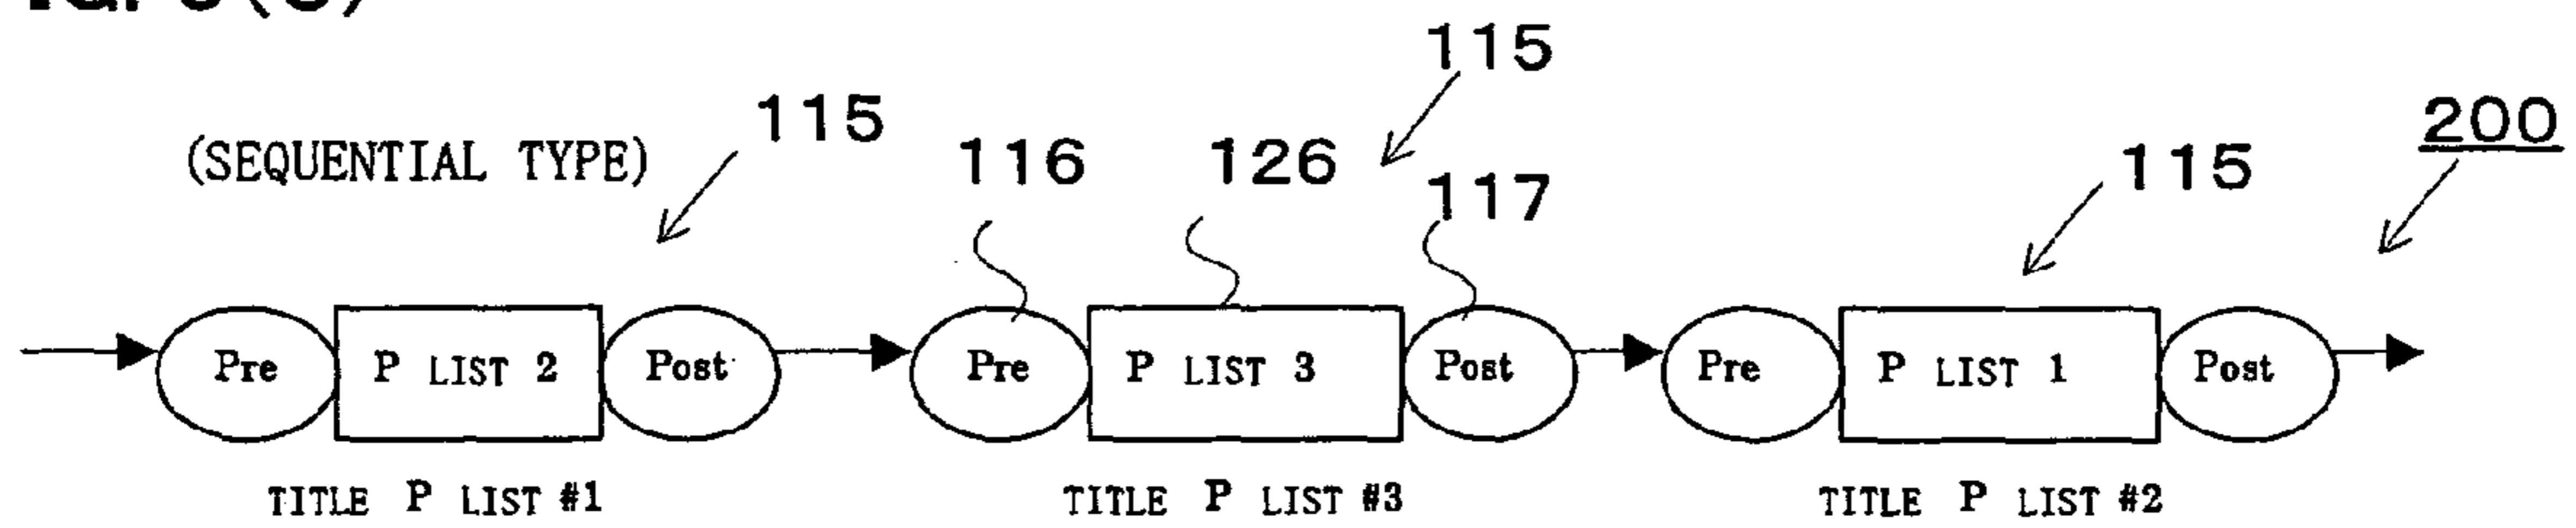 115
115
200
(SEQUENTIAL TYPE)
116
126
117
115
Pre P LIST 2 Post Pre P LIST 3 Post Pre P LIST 1 Post
TITLE P LIST #1 TITLE P LIST #3 TITLE P LIST #2